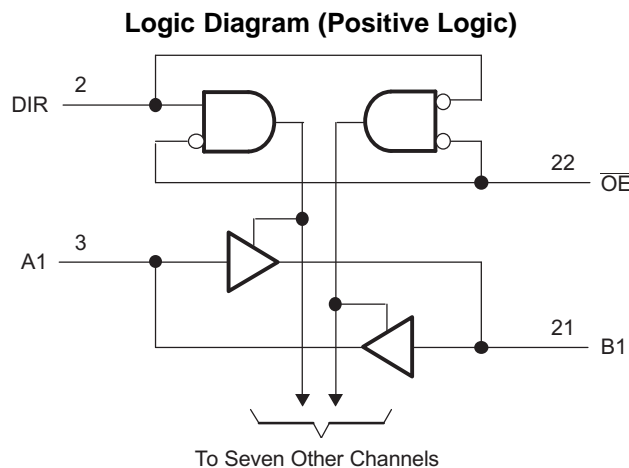 Logic Diagram (Positive Logic)
DIR
2
22
OE
A1
3
21
B1
To Seven Other Channels